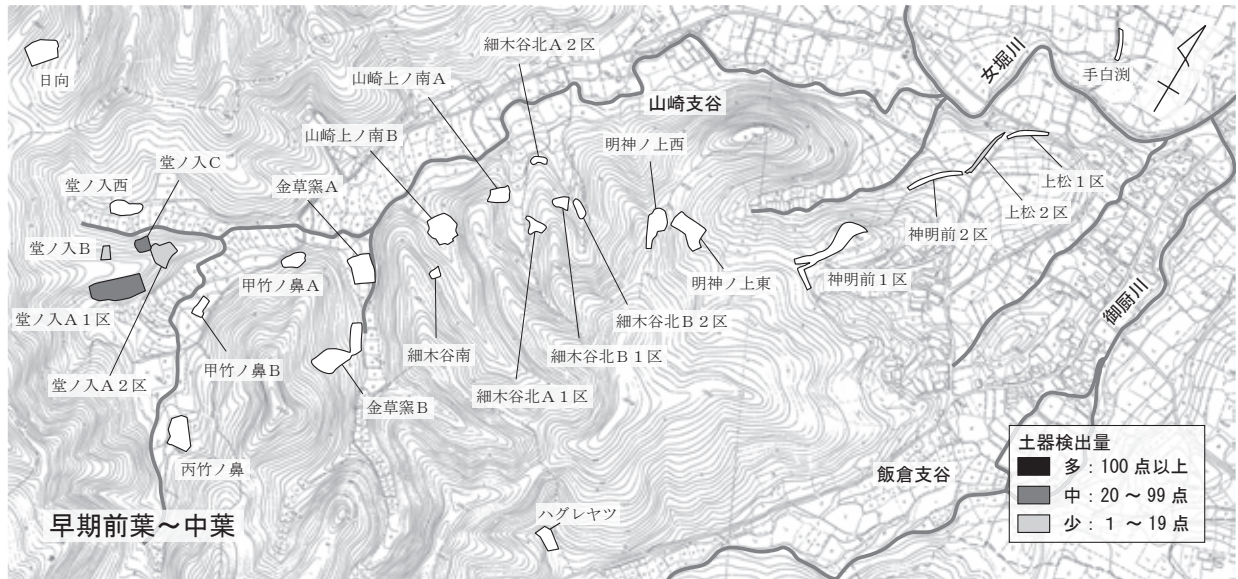 細木谷北Ａ２区
女堀川
手白渕
日向
山崎上ノ南Ａ
山崎支谷
山崎上ノ南Ｂ
明神ノ上西
堂ノ入Ｃ
金草窯Ａ
堂ノ入西
上松１区
上松２区
神明前２区
堂ノ入Ｂ
甲竹ノ鼻Ａ
明神ノ上東
神明前１区
堂ノ入Ａ１区
御厨川
細木谷北Ｂ２区
細木谷南
細木谷北Ｂ１区
甲竹ノ鼻Ｂ
堂ノ入Ａ２区
細木谷北Ａ１区
金草窯Ｂ
丙竹ノ鼻
飯倉支谷
ハグレヤツ
早期前葉～中葉
土器検出量
多：100 点以上
中：20 ～ 99 点
少：１ ～ 19 点